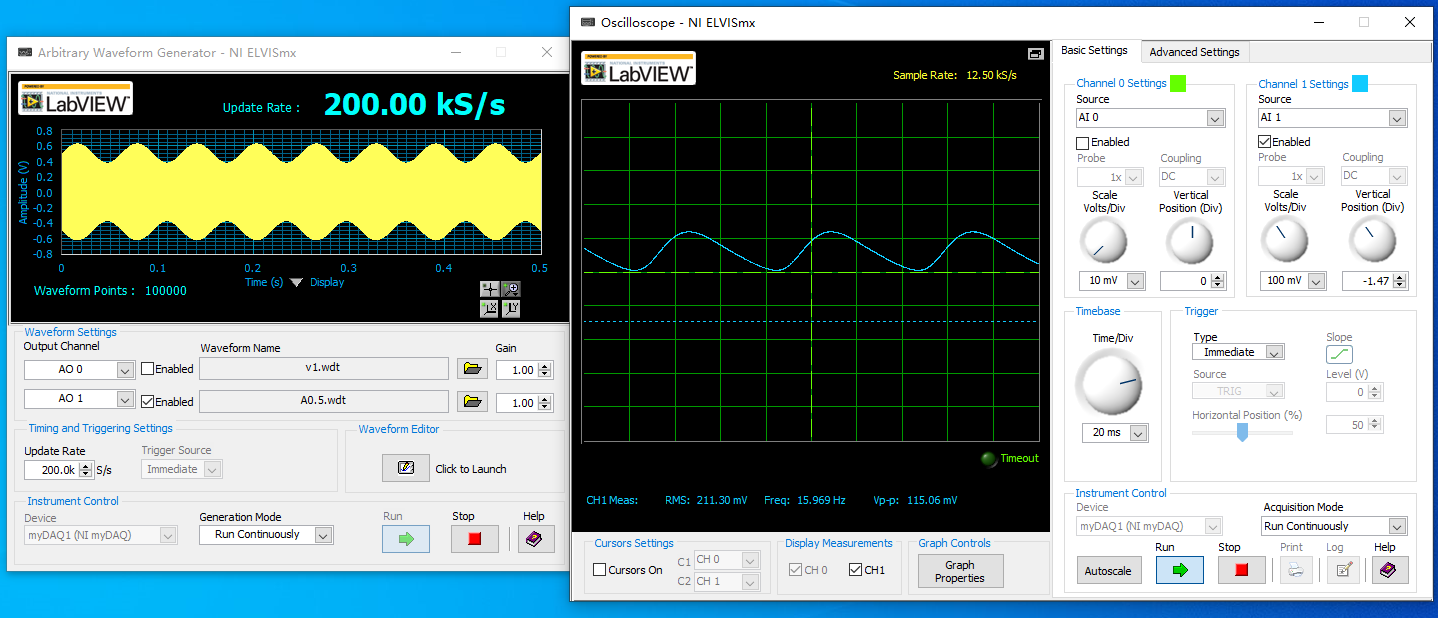 Arbitrary Waveform Generator - NI ELVISmx
POWERED BY
NATIONAL INSTRUMENTS
LabVIEW™
Update Rate : 200.00 kS/s
Amplitude (V)
0.8
0.6
0.4
0.2
0.0
-0.2
-0.4
-0.6
-0.8
0 0.1 0.2 0.3 0.4 0.5
Time (s) Display
Waveform Points : 100000
Waveform Settings
Output Channel Waveform Name Gain
AO 0 Enabled v1.wdt 1.00
AO 1 Enabled A0.5.wdt 1.00
Timing and Triggering Settings
Update Rate Trigger Source
200.0k S/s Immediate
Waveform Editor
Click to Launch
Instrument Control
Device Generation Mode Run Stop Help
myDAQ1 (NI myDAQ) Run Continuously
Oscilloscope - NI ELVISmx
POWERED BY
NATIONAL INSTRUMENTS
LabVIEW™
Sample Rate: 12.50 kS/s
Timeout
CH1 Meas: RMS: 211.30 mV Freq: 15.969 Hz Vp-p: 115.06 mV
Cursors Settings
Cursors On
C1 CH 0
C2 CH 1
Display Measurements
CH 0 CH1
Graph Controls
Graph
Properties
Basic Settings Advanced Settings
Channel 0 Settings
Source
AI 0
Enabled
Probe Coupling
1x DC
Scale Vertical
Volts/Div Position (Div)
10 mV 0
Channel 1 Settings
Source
AI 1
Enabled
Probe Coupling
1x DC
Scale Vertical
Volts/Div Position (Div)
100 mV -1.47
Timebase
Time/Div
20 ms
Trigger
Type Slope
Immediate
Source Level (V)
TRIG 0
Horizontal Position (%)
50
Instrument Control
Device Acquisition Mode
myDAQ1 (NI myDAQ) Run Continuously
Run Stop Print Log Help
Autoscale